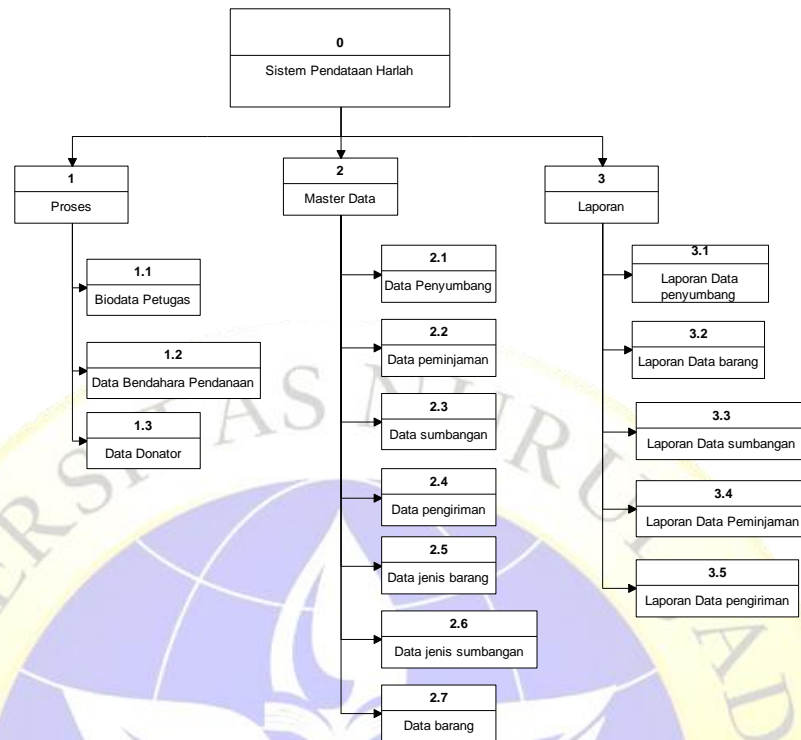 0
Sistem Pendataan Harlah
1
Proses
2
Master Data
3
Laporan
1.1
Biodata Petugas
1.2
Data Bendahara Pendanaan
1.3
Data Donator
2.1
Data Penyumbang
2.2
Data peminjaman
2.3
Data sumbangan
2.4
Data pengiriman
2.5
Data jenis barang
2.6
Data jenis sumbangan
2.7
Data barang
3.1
Laporan Data
penyumbang
3.2
Laporan Data barang
3.3
Laporan Data sumbangan
3.4
Laporan Data Peminjaman
3.5
Laporan Data pengiriman